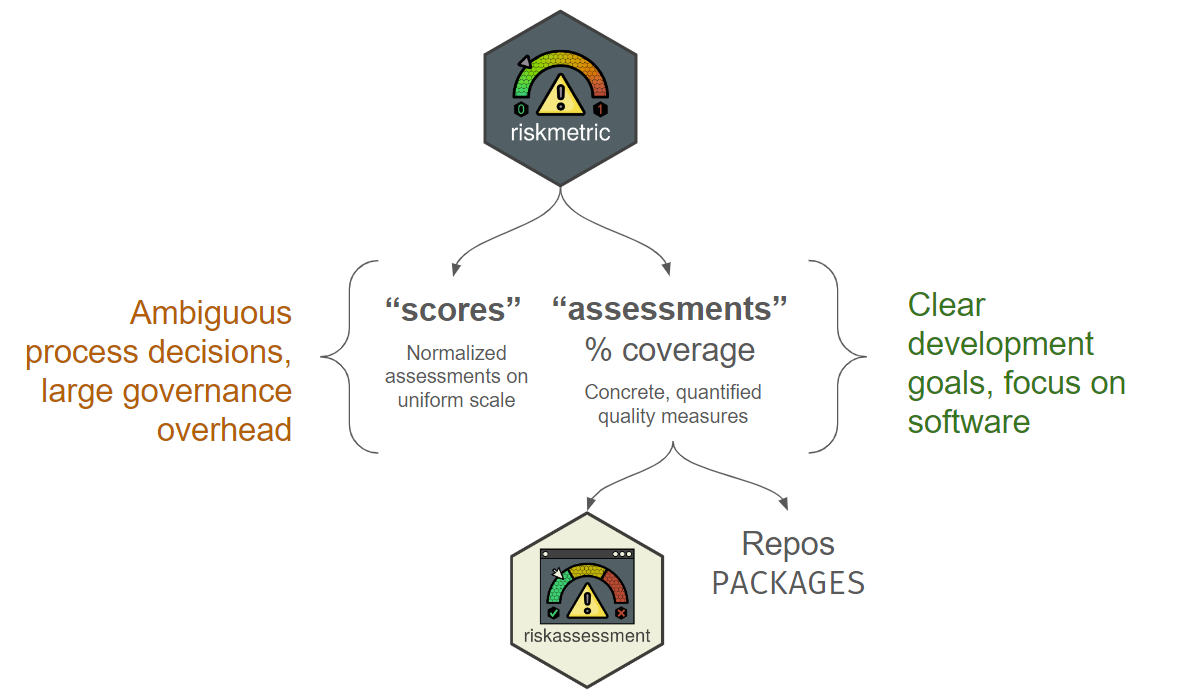 0
1
riskmetric
Ambiguous
process decisions,
large governance
overhead
“scores”
Normalized
assessments on
uniform scale
“assessments”
% coverage
Concrete, quantified
quality measures
Clear
development
goals, focus on
software
riskassessment
Repos
PACKAGES